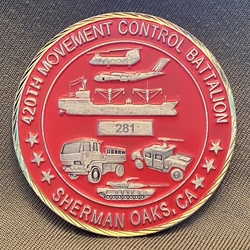 420TH MOVEMENT CONTROL BATTALION
281
SHERMAN OAKS, CA